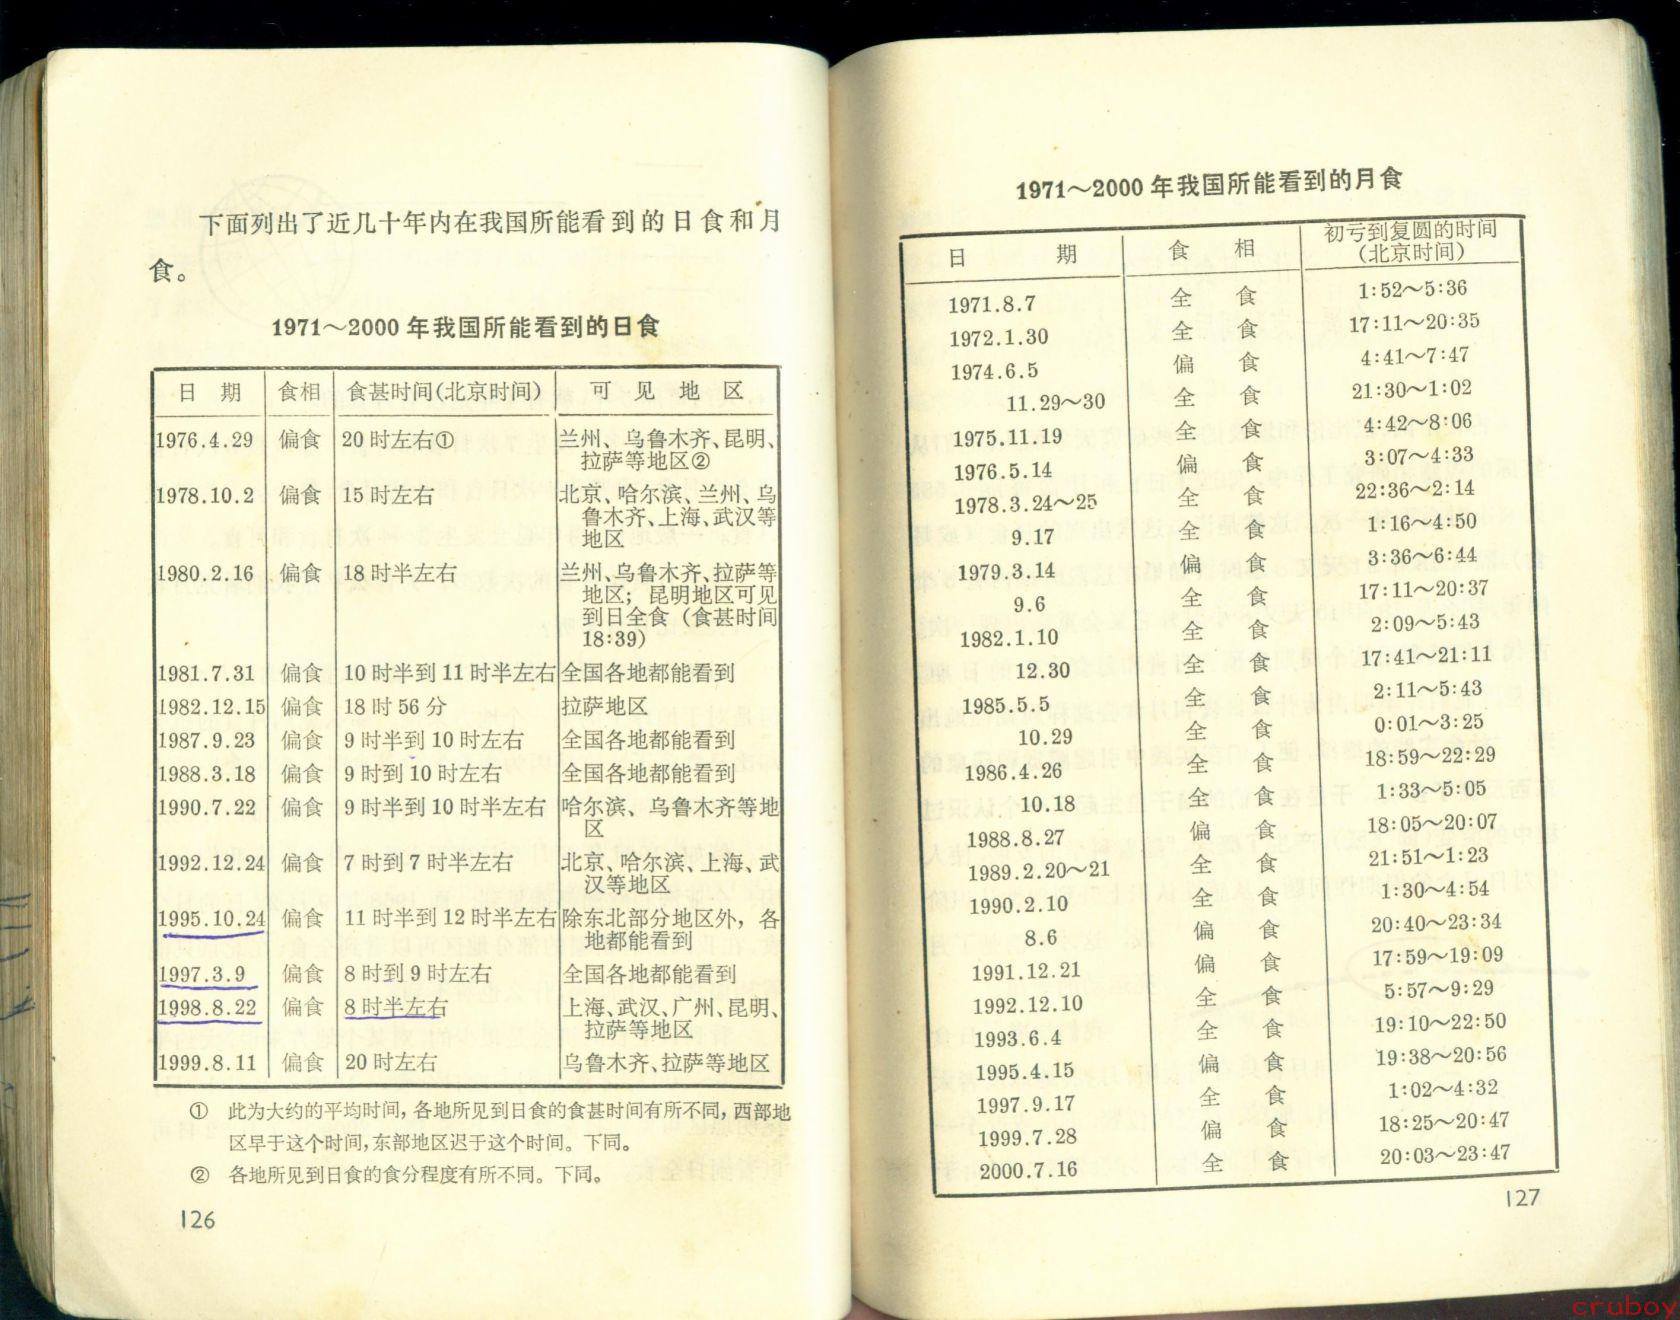 下面列出了近几十年内在我国所能看到的日食和月
食。
1971～2000年我国所能看到的日食
日期 食相 食甚时间(北京时间) 可见地区
1976.4.29 偏食 20时左右① 兰州、乌鲁木齐、昆明、
拉萨等地区②
1978.10.2 偏食 15时左右 北京、哈尔滨、兰州、乌
鲁木齐、上海、武汉等
地区
1980.2.16 偏食 18时半左右 兰州、乌鲁木齐、拉萨等
地区；昆明地区可见
到日全食（食甚时间
18:39）
1981.7.31 偏食 10时半到11时半左右 全国各地都能看到
1982.12.15 偏食 18时56分 拉萨地区
1987.9.23 偏食 9时半到10时左右 全国各地都能看到
1988.3.18 偏食 9时到10时左右 全国各地都能看到
1990.7.22 偏食 9时半到10时半左右 哈尔滨、乌鲁木齐等地
区
1992.12.24 偏食 7时到7时半左右 北京、哈尔滨、上海、武
汉等地区
1995.10.24 偏食 11时半到12时半左右 除东北部分地区外，各
地都能看到
1997.3.9 偏食 8时到9时左右 全国各地都能看到
1998.8.22 偏食 8时半左右 上海、武汉、广州、昆明、
拉萨等地区
1999.8.11 偏食 20时左右 乌鲁木齐、拉萨等地区
① 此为大约的平均时间，各地所见到日食的食甚时间有所不同，西部地
区早于这个时间，东部地区迟于这个时间。下同。
② 各地所见到日食的食分程度有所不同。下同。
126
1971～2000年我国所能看到的月食
日期 食相 初亏到复圆的时间
(北京时间)
1971.8.7 全食 1:52～5:36
1972.1.30 全食 17:11～20:35
1974.6.5 偏食 4:41～7:47
11.29～30 全食 21:30～1:02
1975.11.19 全食 4:42～8:06
1976.5.14 偏食 3:07～4:33
1978.3.24～25 全食 22:36～2:14
9.17 全食 1:16～4:50
1979.3.14 偏食 3:36～6:44
9.6 全食 17:11～20:37
1982.1.10 全食 2:09～5:43
12.30 全食 17:41～21:11
1985.5.5 全食 2:11～5:43
10.29 全食 0:01～3:25
1986.4.26 全食 18:59～22:29
10.18 全食 1:33～5:05
1988.8.27 偏食 18:05～20:07
1989.2.20～21 全食 21:51～1:23
1990.2.10 全食 1:30～4:54
8.6 偏食 20:40～23:34
1991.12.21 偏食 17:59～19:09
1992.12.10 全食 5:57～9:29
1993.6.4 全食 19:10～22:50
1995.4.15 偏食 19:38～20:56
1997.9.17 全食 1:02～4:32
1999.7.28 偏食 18:25～20:47
2000.7.16 全食 20:03～23:47
127
cruboy